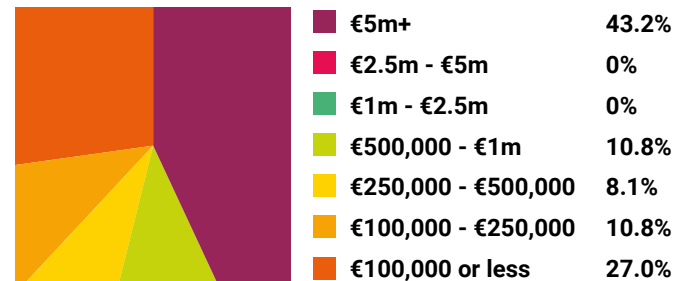 €5m+ 43.2%
€2.5m - €5m 0%
€1m - €2.5m 0%
€500,000 - €1m 10.8%
€250,000 - €500,000 8.1%
€100,000 - €250,000 10.8%
€100,000 or less 27.0%